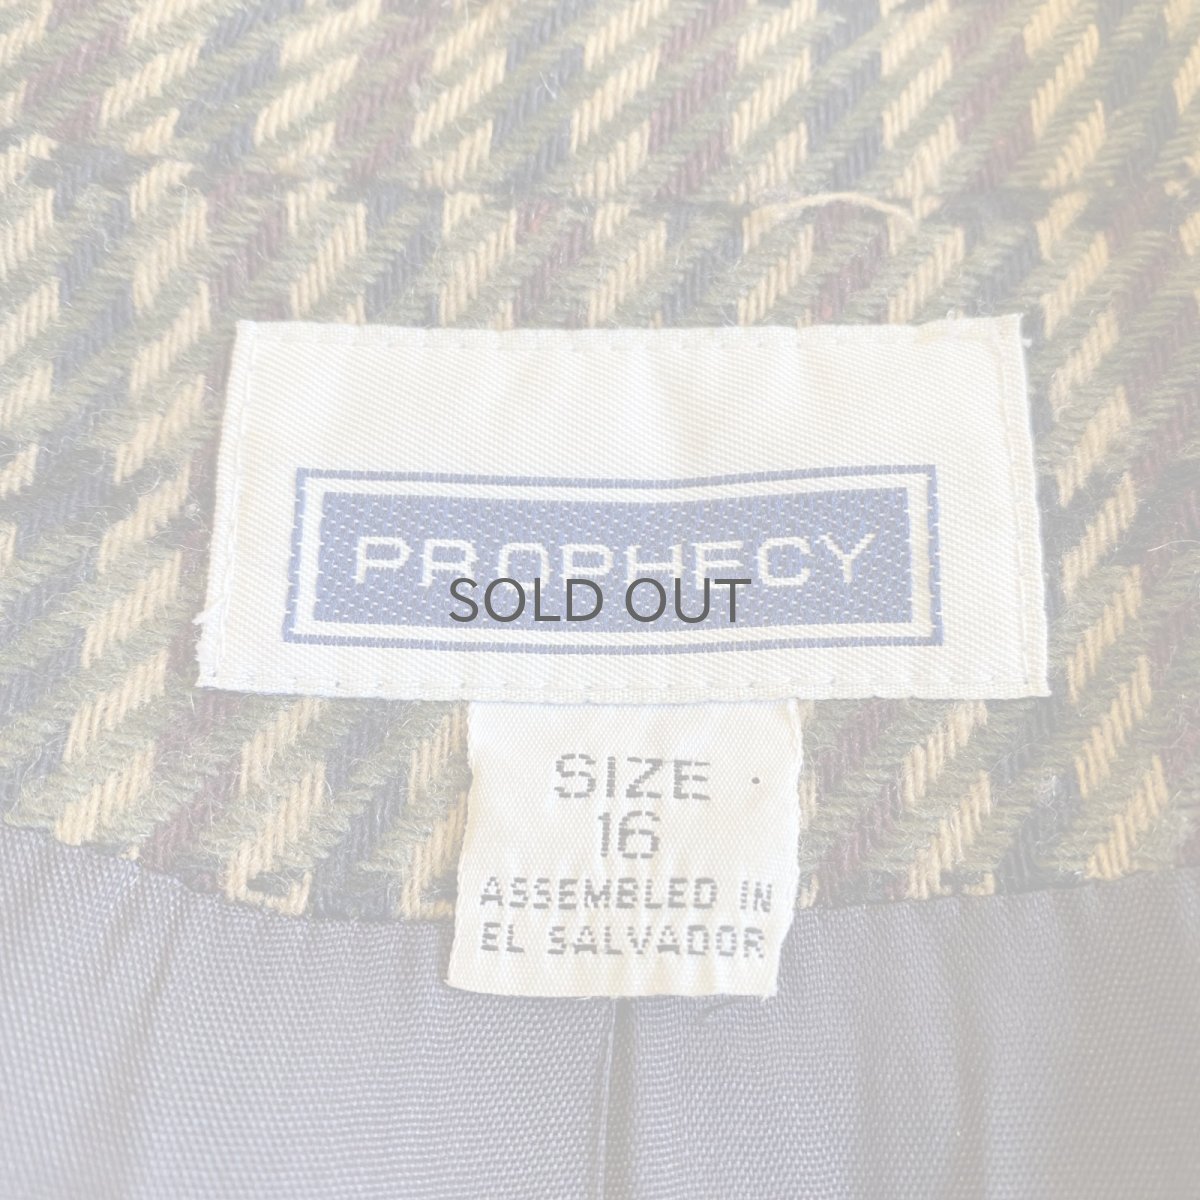 PROPHECY
SOLD OUT
SIZE
16
ASSEMBLED IN
EL SALVADOR